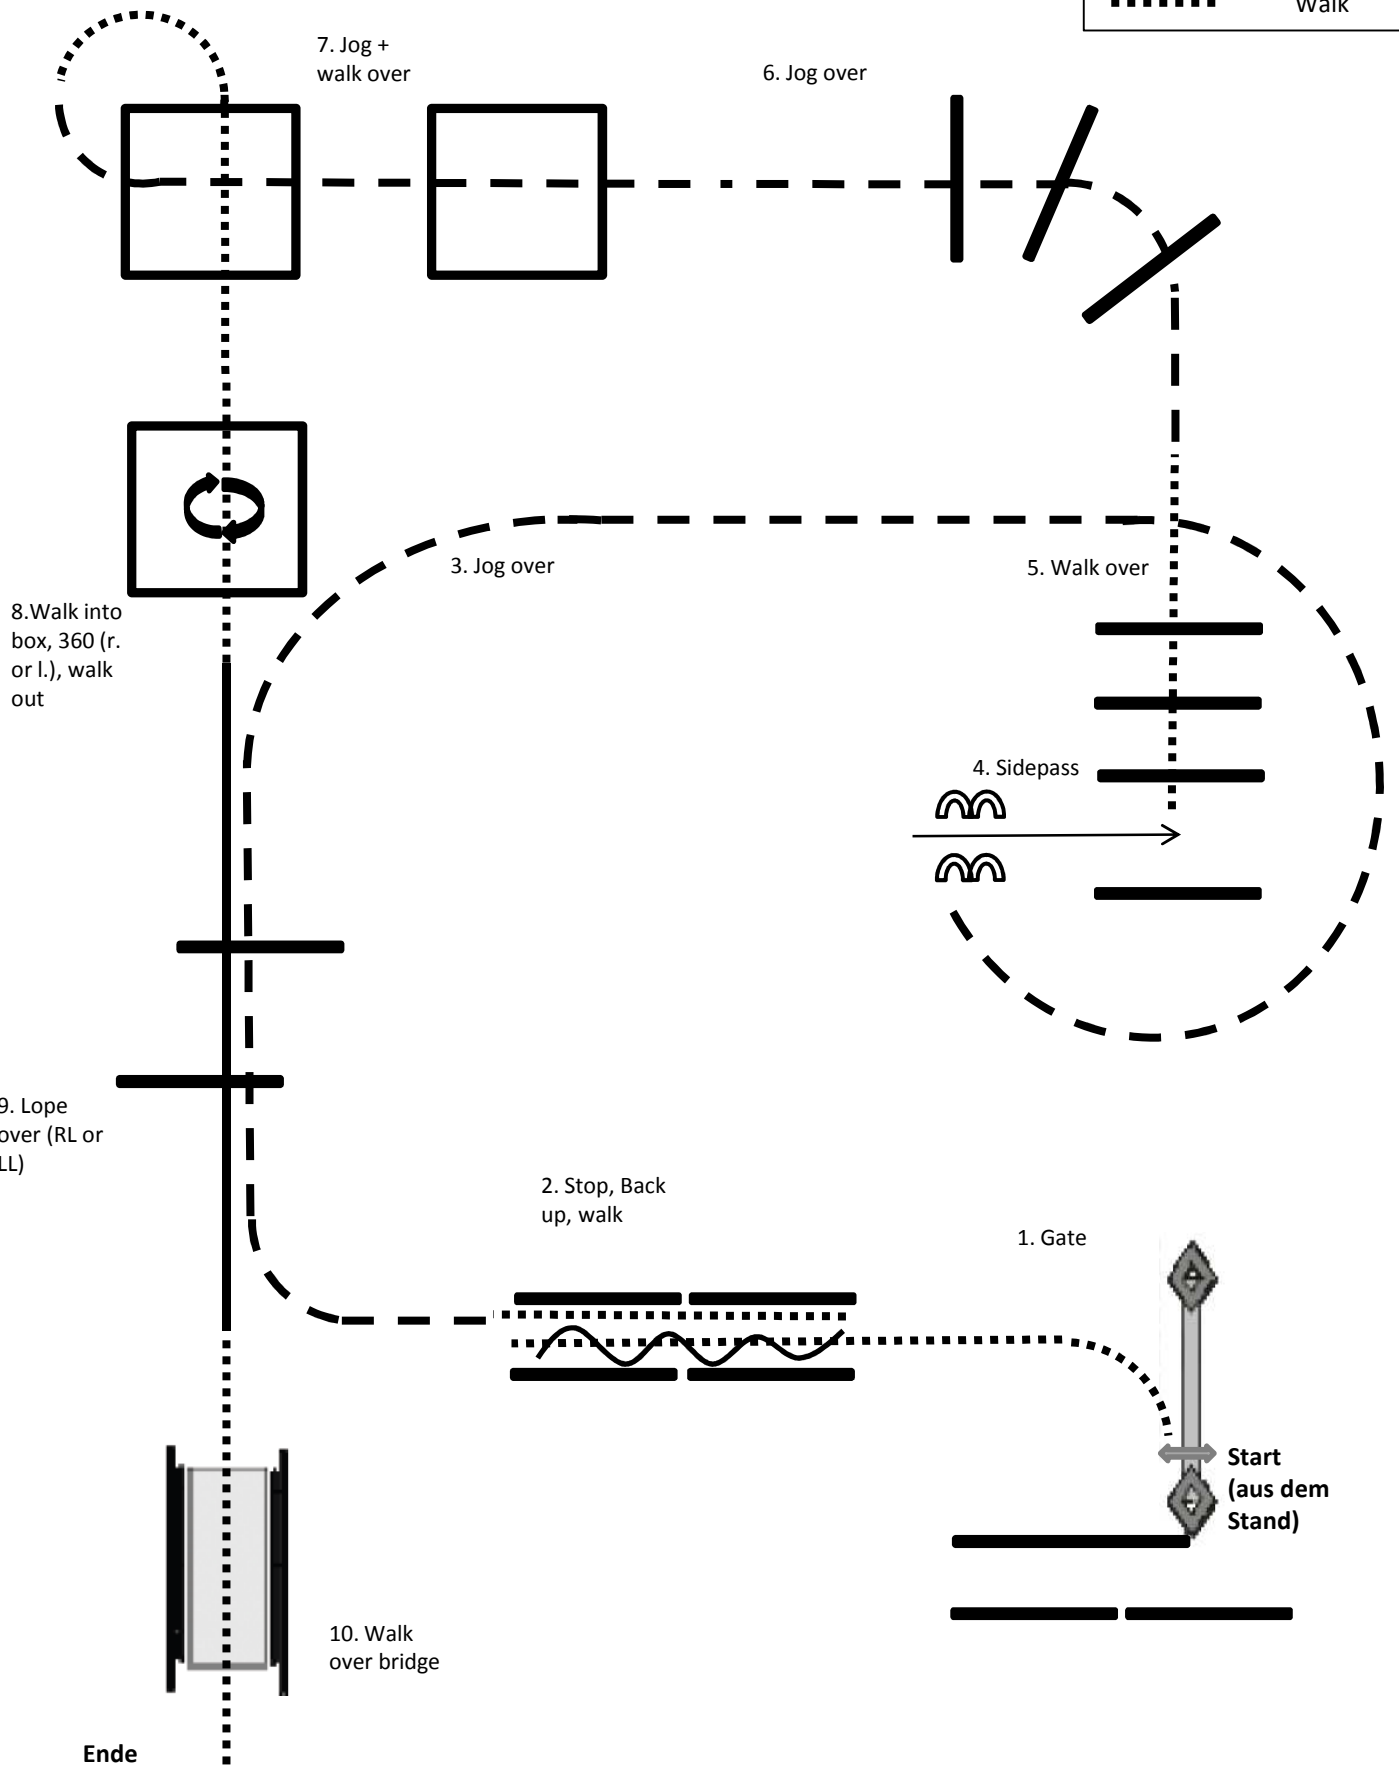 Walk
7. Jog +
walk over
6. Jog over
3. Jog over
5. Walk over
8.Walk into
box, 360 (r.
or l.), walk
out
4. Sidepass
9. Lope
over (RL or
LL)
2. Stop, Back
up, walk
1. Gate
Start
(aus dem
Stand)
10. Walk
over bridge
Ende